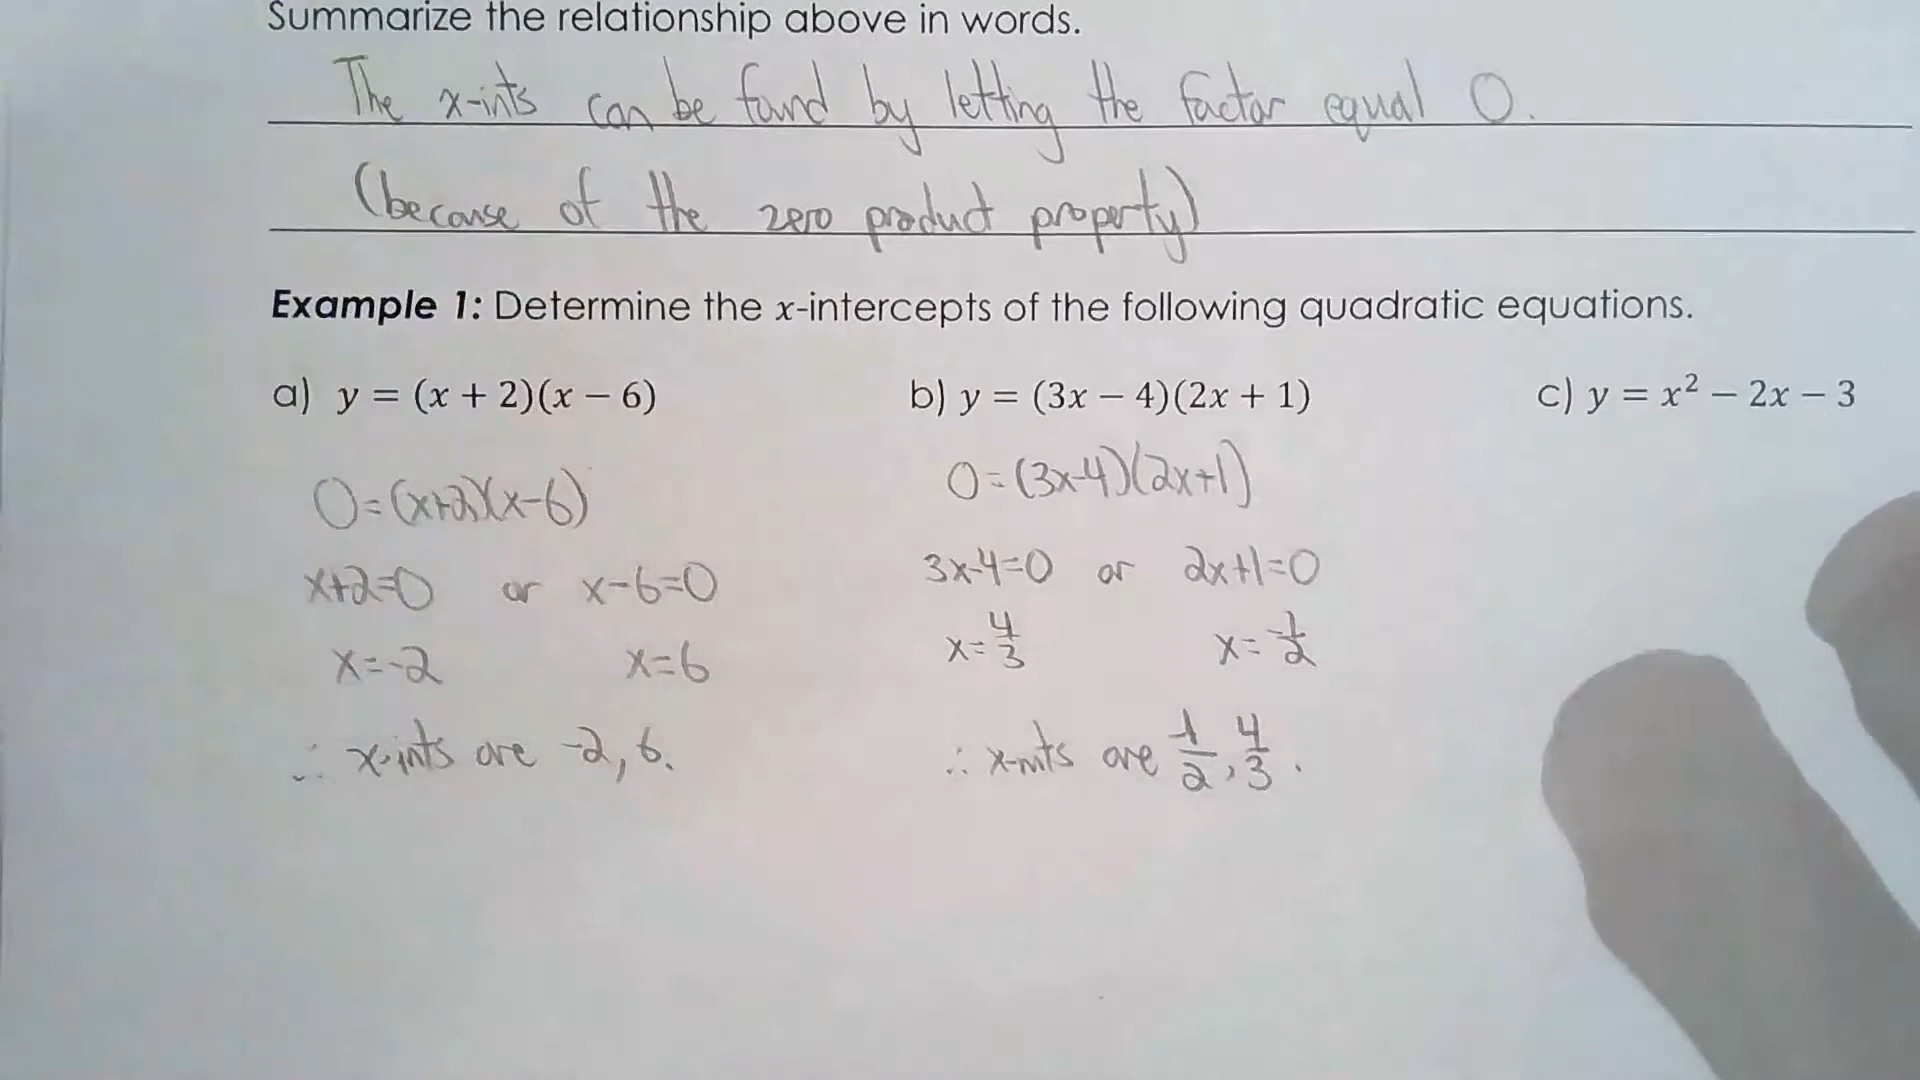 Summarize the relationship above in words.
The x-ints can be found by letting the factor equal 0.
(because of the zero product property)
Example 1: Determine the x-intercepts of the following quadratic equations.
a) y = (x + 2)(x − 6)
b) y = (3x − 4)(2x + 1)
c) y = x² − 2x − 3
0=(x+2)(x-6)
x+2=0 or x-6=0
x=-2 x=6
∴ x-ints are -2, 6.
0=(3x-4)(2x+1)
3x-4=0 or 2x+1=0
x=4/3 x=-1/2
∴ x-ints are -1/2, 4/3.